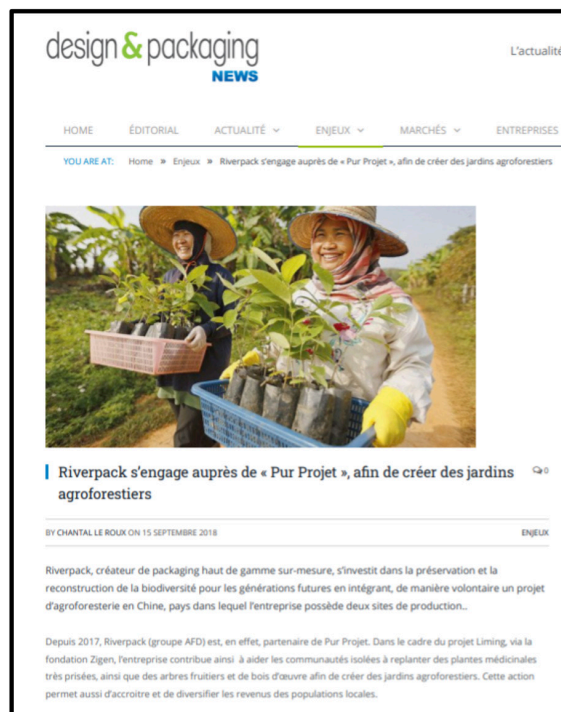 design & packaging
NEWS
L'actualité
HOME ÉDITORIAL ACTUALITÉ ENJEUX MARCHÉS ENTREPRISES
YOU ARE AT: Home » Enjeux » Riverpack s'engage auprès de « Pur Projet », afin de créer des jardins agroforestiers
Riverpack s'engage auprès de « Pur Projet », afin de créer des jardins
0
agroforestiers
BY CHANTAL LE ROUX ON 15 SEPTEMBRE 2018 ENJEUX
Riverpack, créateur de packaging haut de gamme sur-mesure, s'investit dans la préservation et la
reconstruction de la biodiversité pour les générations futures en intégrant, de manière volontaire un projet
d'agroforesterie en Chine, pays dans lequel l'entreprise possède deux sites de production..
Depuis 2017, Riverpack (groupe AFD) est, en effet, partenaire de Pur Projet. Dans le cadre du projet Liming, via la
fondation Zigen, l'entreprise contribue ainsi à aider les communautés isolées à replanter des plantes médicinales
très prisées, ainsi que des arbres fruitiers et de bois d'œuvre afin de créer des jardins agroforestiers. Cette action
permet aussi d'accroitre et de diversifier les revenus des populations locales.